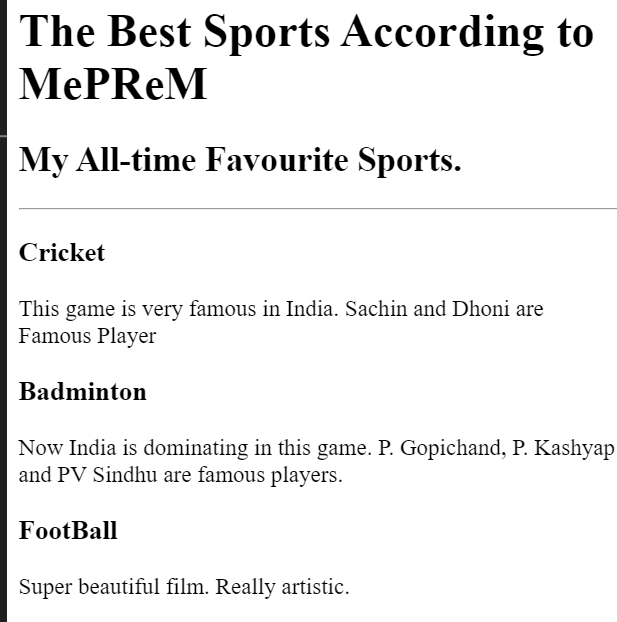 The Best Sports According to
MePReM
My All-time Favourite Sports.
Cricket
This game is very famous in India. Sachin and Dhoni are
Famous Player
Badminton
Now India is dominating in this game. P. Gopichand, P. Kashyap
and PV Sindhu are famous players.
FootBall
Super beautiful film. Really artistic.